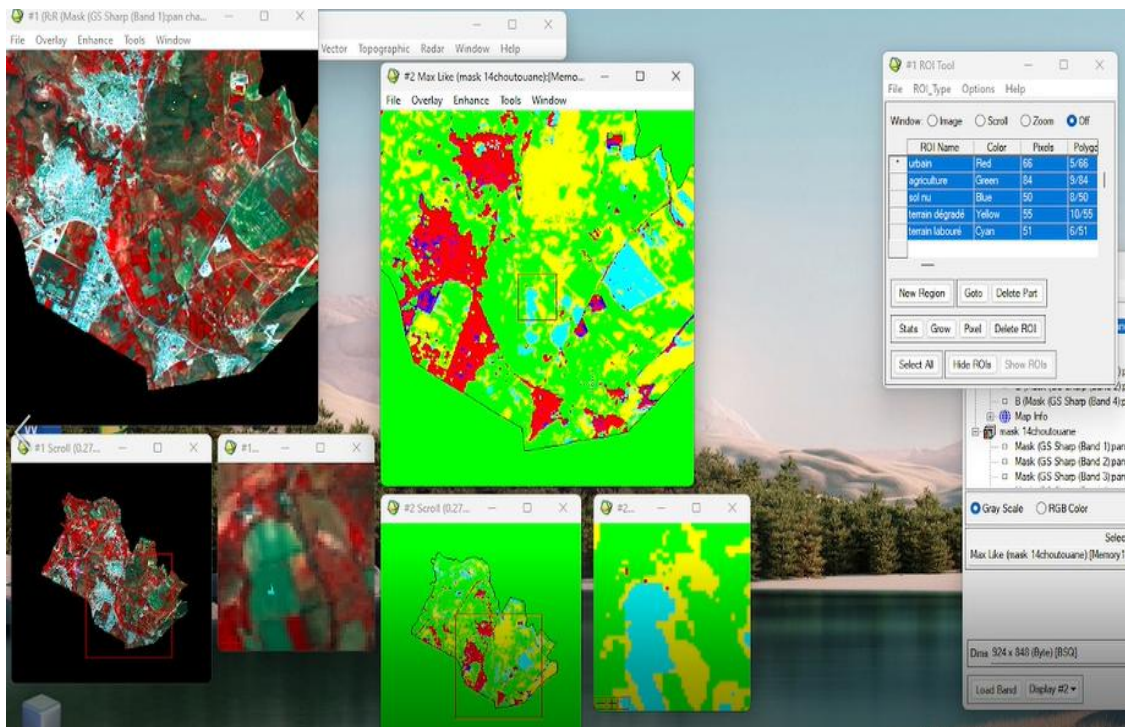 #1 (R:R (Mask (GS Sharp (Band 1):pan cha...
File Overlay Enhance Tools Window
Vector Topographic Radar Window Help
#2 Max Like (mask 14choutouane):[Memo...
File Overlay Enhance Tools Window
#1 ROI Tool
File ROI_Type Options Help
Window: Image Scroll Zoom Off
ROI Name Color Pixels Polygo
* urbain Red 66 5/66
agriculture Green 84 9/84
sol nu Blue 50 8/50
terrain dégradé Yellow 55 10/55
terrain labouré Cyan 51 6/51
New Region Goto Delete Part
Stats Grow Pixel Delete ROI
Select All Hide ROIs Show ROIs
B (Mask (GS Sharp (Band 4):p
Map Info
mask 14choutouane
Mask (GS Sharp (Band 1):pan
Mask (GS Sharp (Band 2):pan
Mask (GS Sharp (Band 3):pan
Gray Scale RGB Color
Selec
Max Like (mask 14choutouane):[Memory1
Dims 924 x 848 (Byte) [BSQ]
Load Band Display #2
#1 Scroll (0.27...
#1...
#2 Scroll (0.27...
#2...